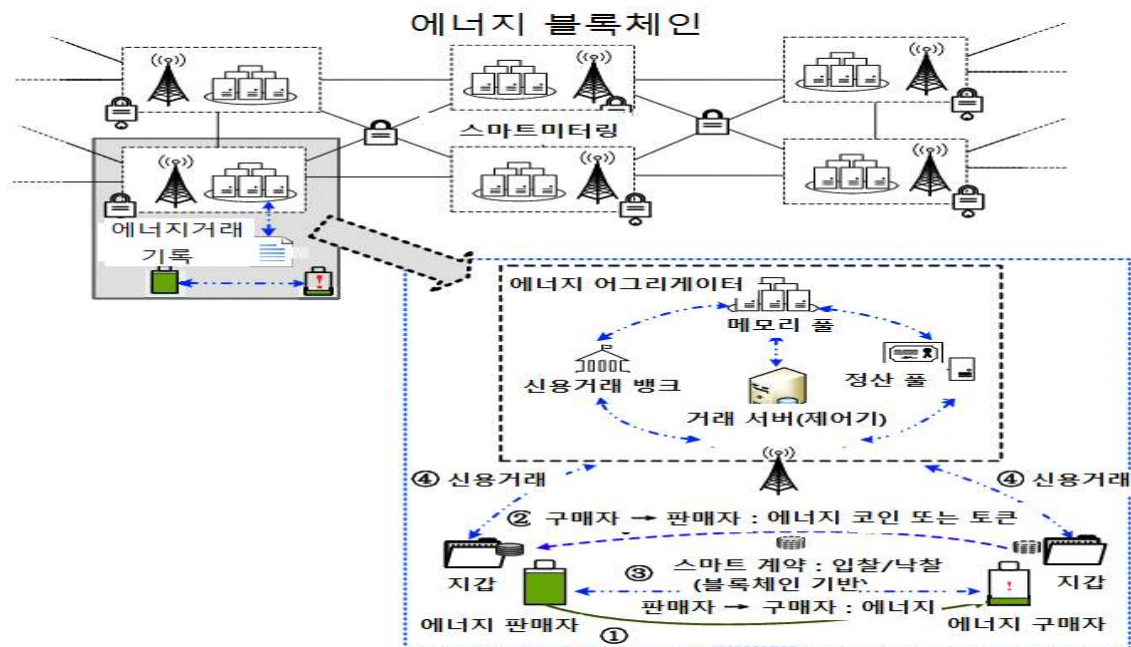 에너지 블록체인
스마트미터링
에너지거래
기록
에너지 어그리게이터
메모리 풀
신용거래 뱅크
정산 풀
거래 서버(제어기)
④ 신용거래
④ 신용거래
② 구매자 → 판매자 : 에너지 코인 또는 토큰
③ 스마트 계약 : 입찰/낙찰
(블록체인 기반)
지갑
지갑
판매자 → 구매자 : 에너지
에너지 판매자
①
에너지 구매자